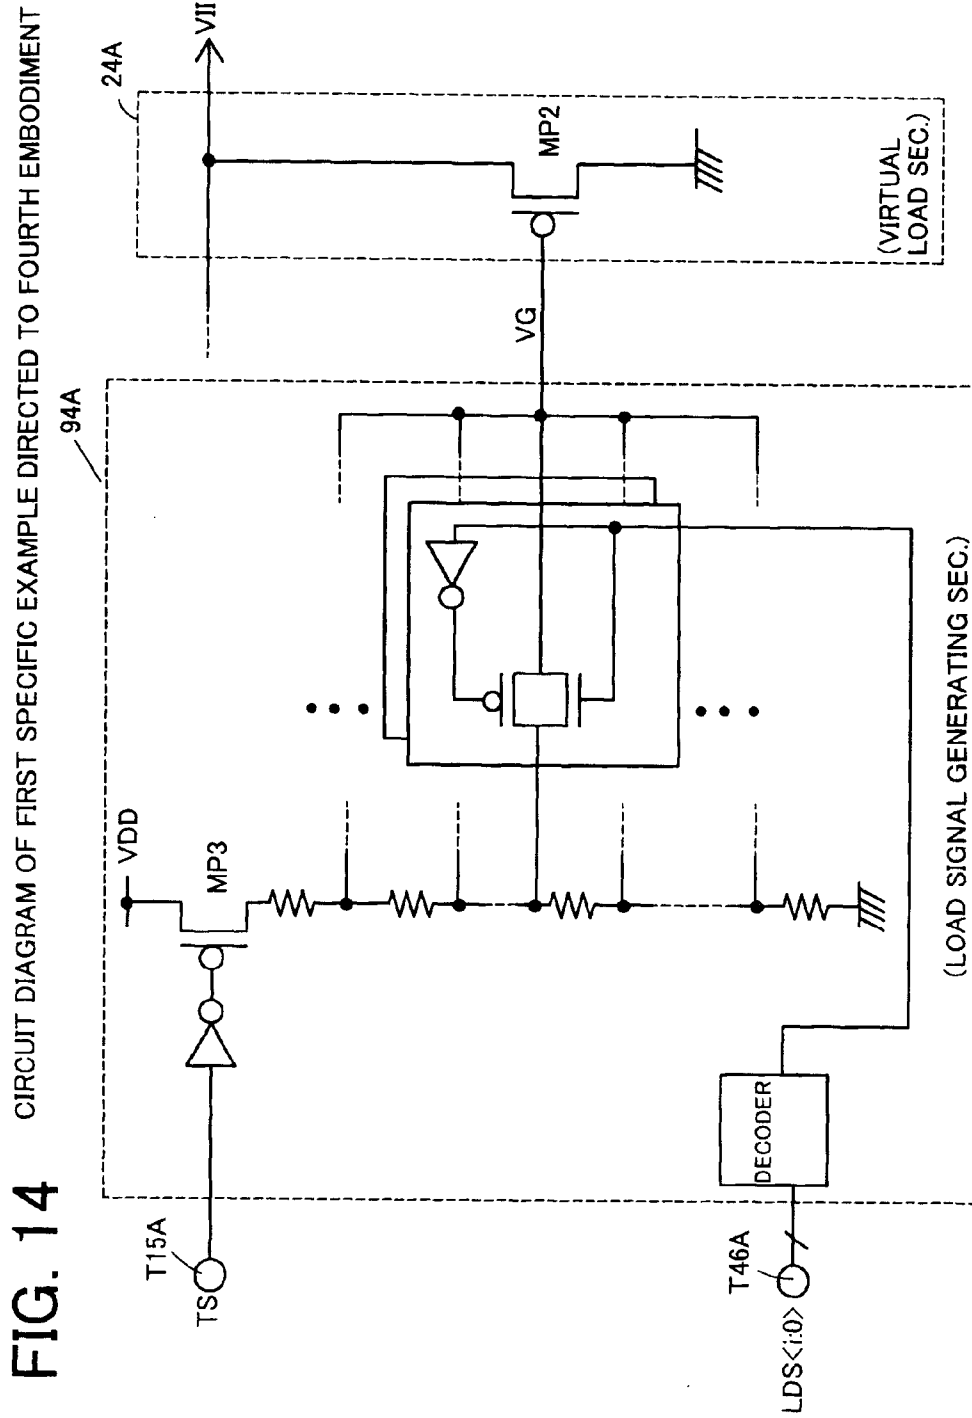 FIG. 14
CIRCUIT DIAGRAM OF FIRST SPECIFIC EXAMPLE DIRECTED TO FOURTH EMBODIMENT
94A
24A
VII
T15A
TS
VDD
MP3
VG
MP2
(VIRTUAL
LOAD SEC.)
T46A
LDS<i:0>
DECODER
(LOAD SIGNAL GENERATING SEC.)